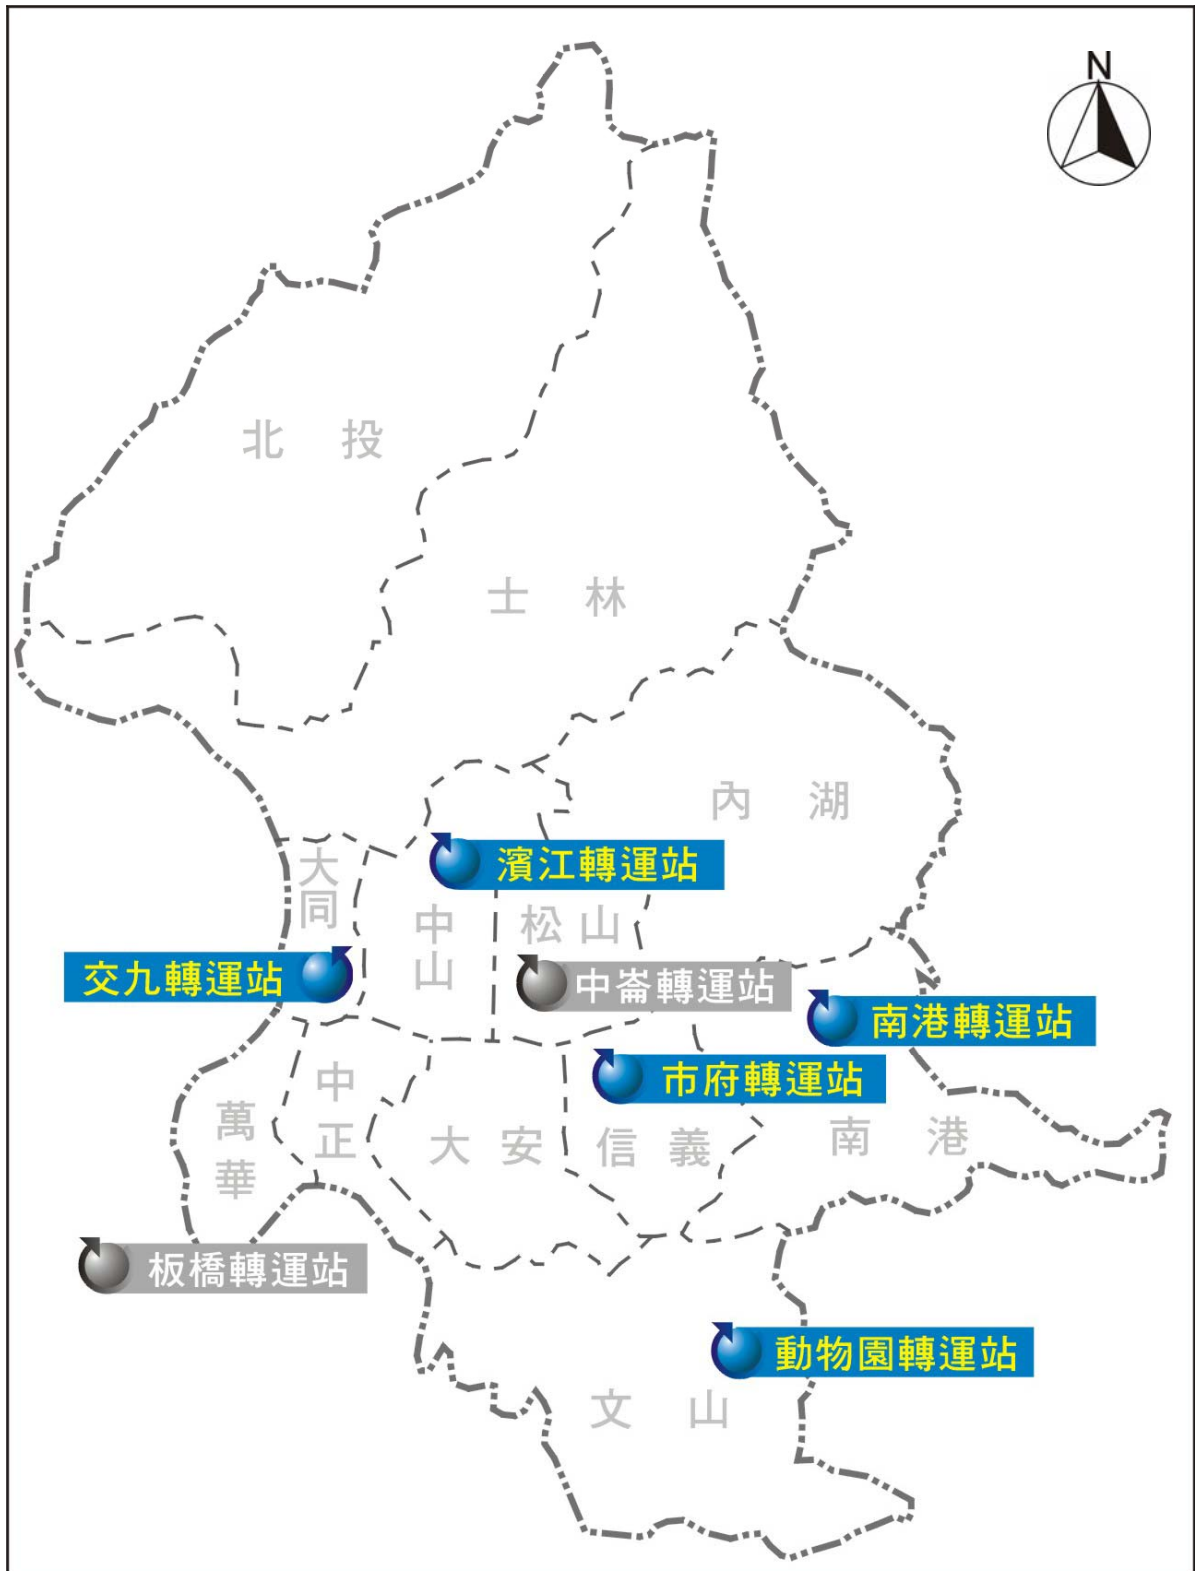 N
北投
士林
內湖
濱江轉運站
大同
中山
松山
交九轉運站
中崙轉運站
南港轉運站
市府轉運站
中正
萬華
大安
信義
南港
板橋轉運站
動物園轉運站
文山